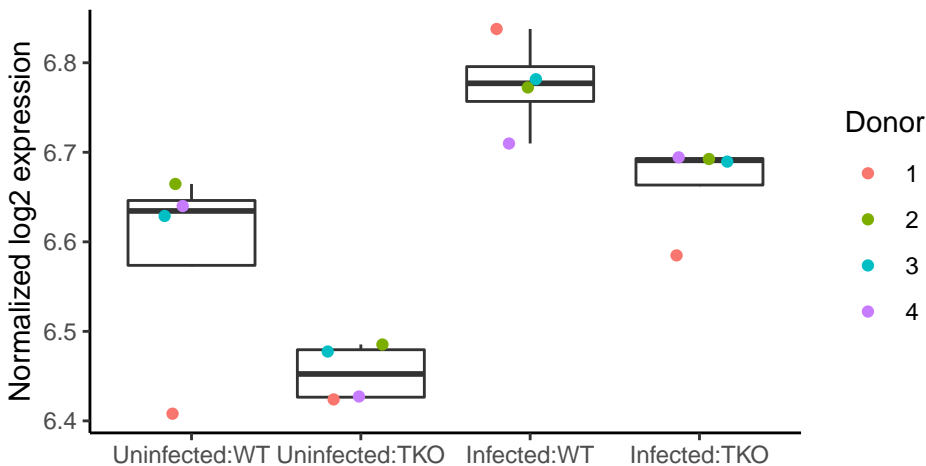 Normalized log2 expression
6.8
6.7
6.6
6.5
6.4
Uninfected:WT
Uninfected:TKO
Infected:WT
Infected:TKO
Donor
1
2
3
4